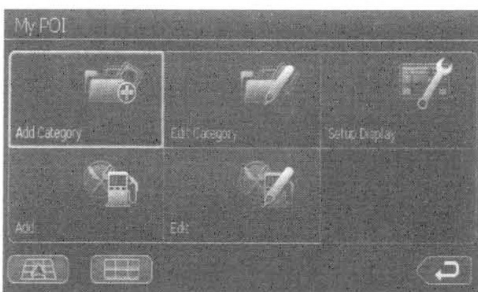 My POI
Add Category
Edit Category
Setup Display
Add
Edit